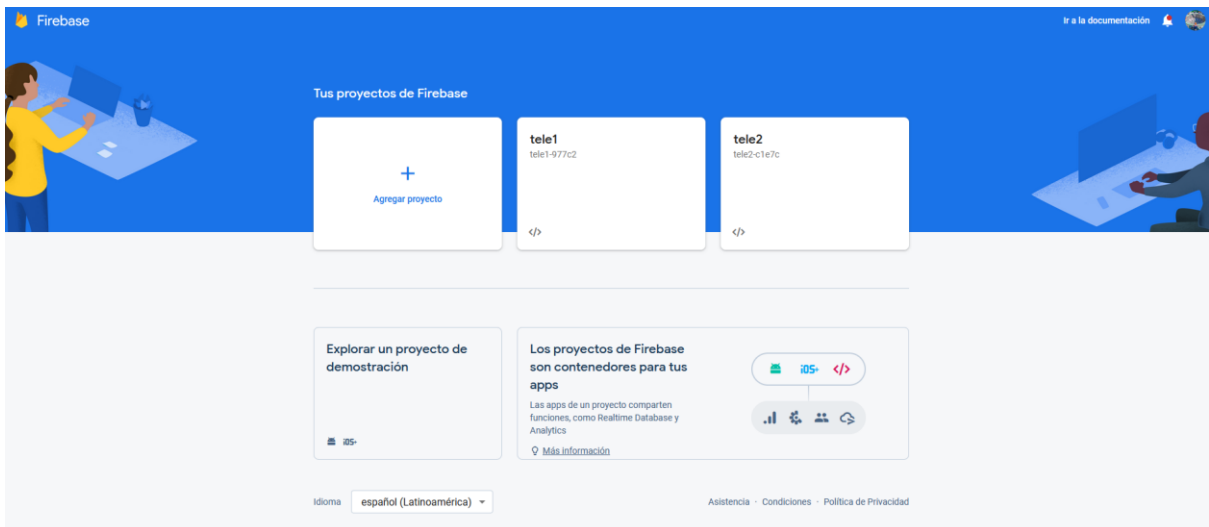 Firebase
Ir a la documentación
Tus proyectos de Firebase
Agregar proyecto
tele1
tele1-977c2
</>
tele2
tele2-c1e7c
</>
Explorar un proyecto de
demostración
iOS+
Los proyectos de Firebase
son contenedores para tus
apps
Las apps de un proyecto comparten
funciones, como Realtime Database y
Analytics
Más información
iOS+ </>
Idioma español (Latinoamérica)
Asistencia · Condiciones · Política de Privacidad